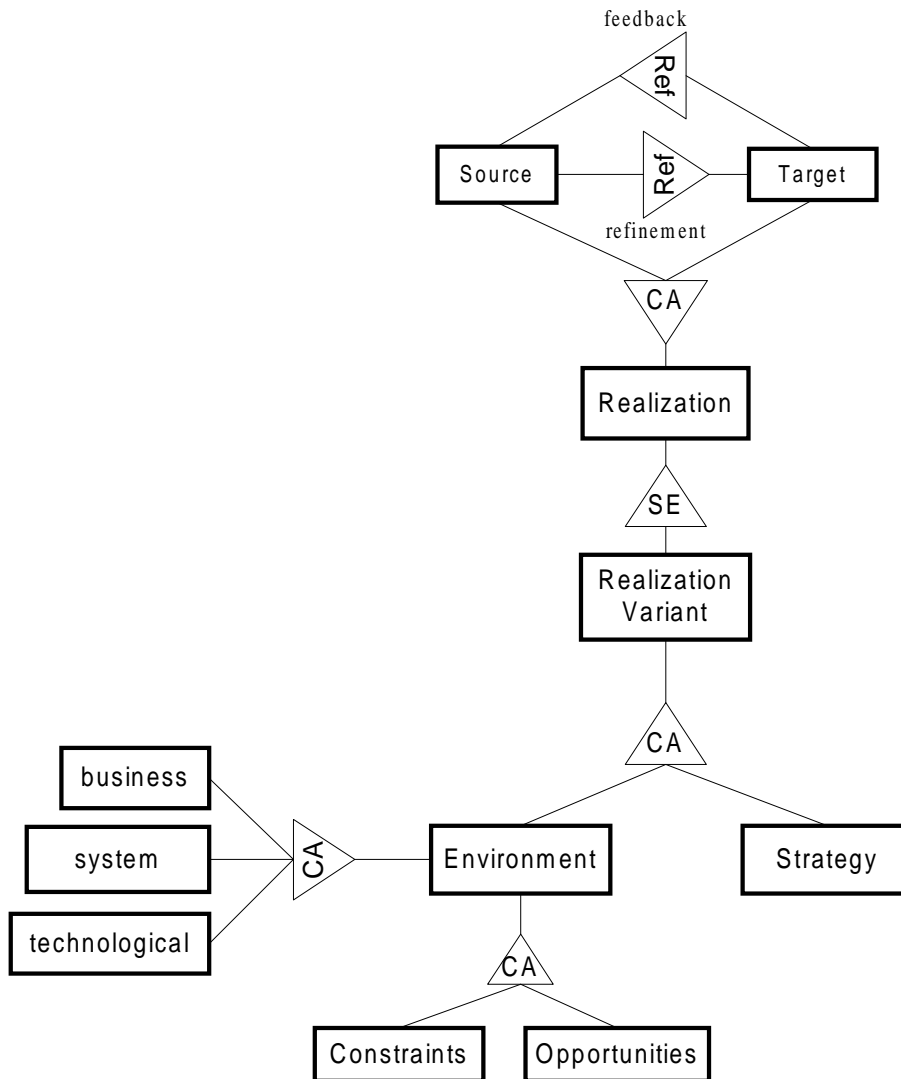 feedback
Ref
Source
Ref
Target
refinement
CA
Realization
SE
Realization
Variant
CA
business
system
technological
CA
Environment
Strategy
CA
Constraints
Opportunities